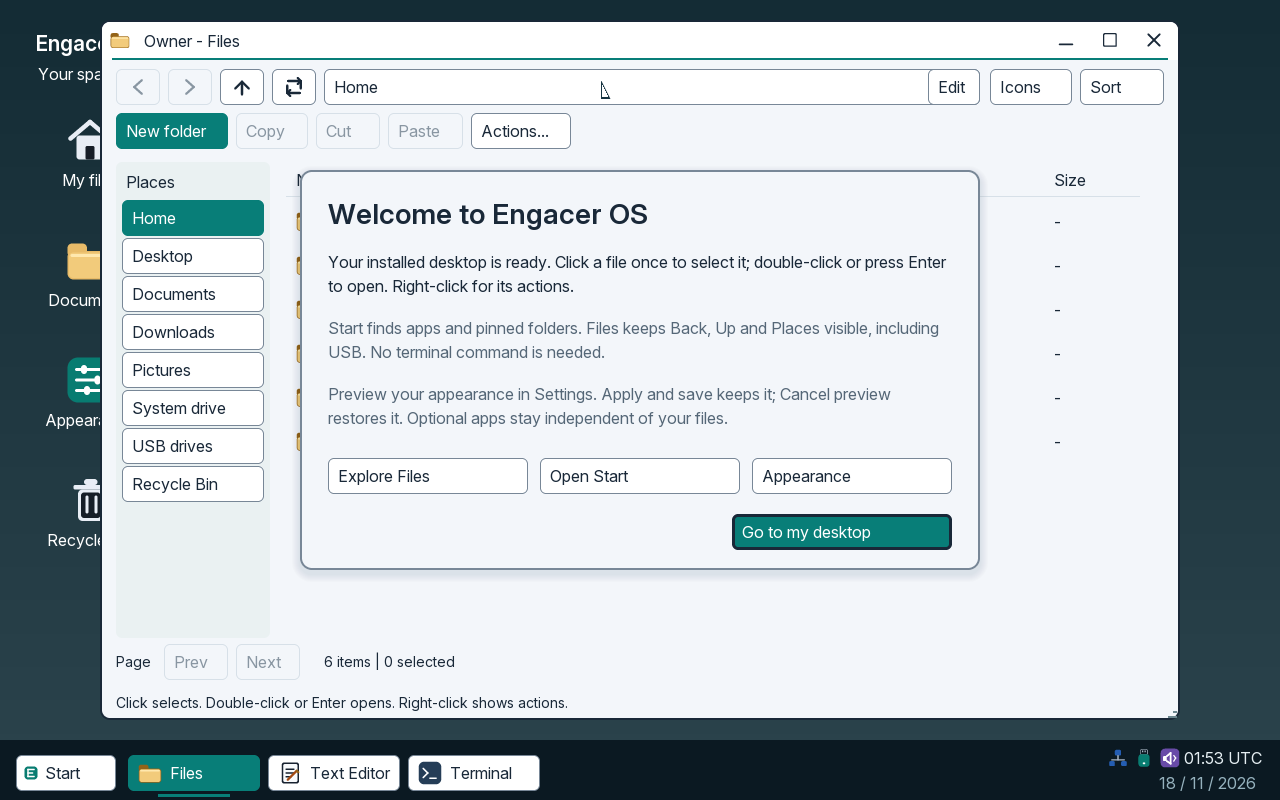 Owner - Files
Your
Home
Edit
Icons
Sort
New folder
Copy
Cut
Paste
Actions...
Places
Size
My
Home
Desktop
Documents
Downloads
Pictures
System drive
USB drives
Recycle Bin
-
-
-
-
-
-
Welcome to Engacer OS
Your installed desktop is ready. Click a file once to select it; double-click or press Enter
to open. Right-click for its actions.
Start finds apps and pinned folders. Files keeps Back, Up and Places visible, including
USB. No terminal command is needed.
Preview your appearance in Settings. Apply and save keeps it; Cancel preview
restores it. Optional apps stay independent of your files.
Explore Files
Open Start
Appearance
Go to my desktop
Page
Prev
Next
6 items | 0 selected
Click selects. Double-click or Enter opens. Right-click shows actions.
Start
Files
Text Editor
Terminal
01:53 UTC
18 / 11 / 2026